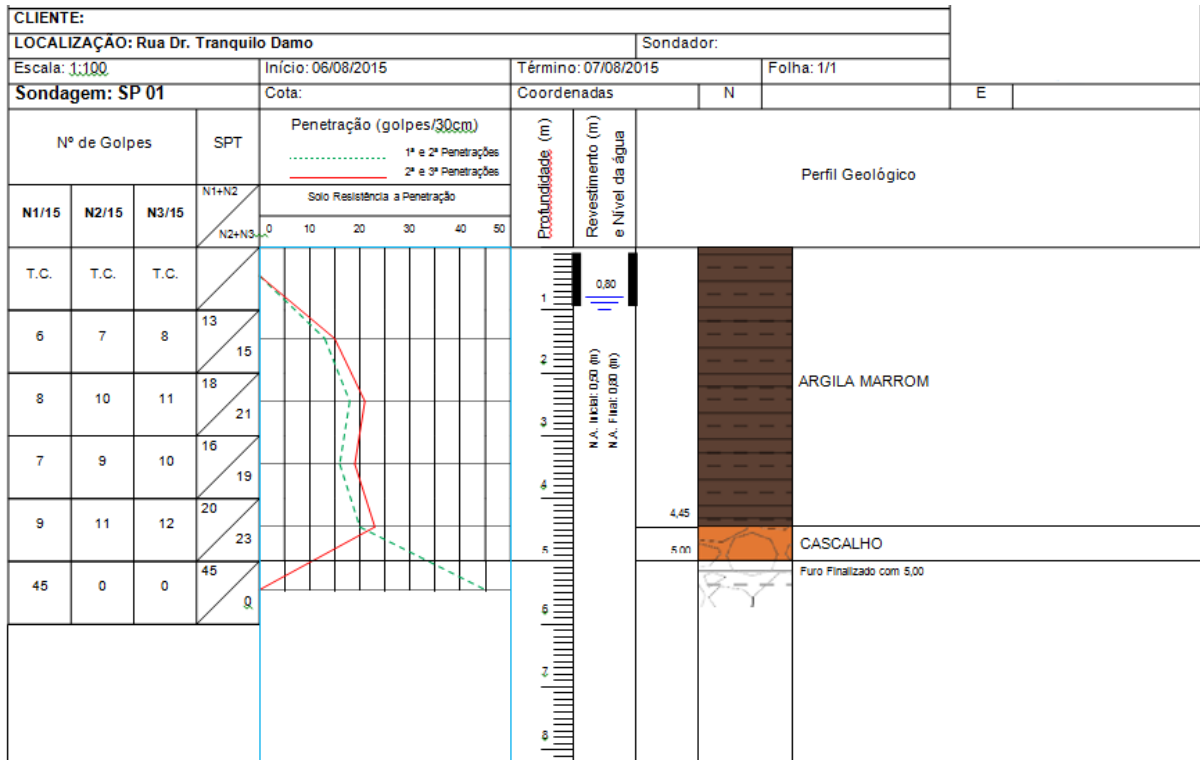 CLIENTE:
LOCALIZAÇÃO: Rua Dr. Tranquilo Damo
Sondador:
Escala: 1:100
Início: 06/08/2015
Término: 07/08/2015
Folha: 1/1
Sondagem: SP 01
Cota:
Coordenadas
N
E
Nº de Golpes
SPT
Penetração (golpes/30cm)
1ª e 2ª Penetrações
2ª e 3ª Penetrações
Profundidade (m)
Revestimento (m)
e Nível da água
Perfil Geológico
N1/15
N2/15
N3/15
N1+N2
N2+N3
Solo Resistência a Penetração
0 10 20 30 40 50
T.C. T.C. T.C.
6 7 8 13 15
8 10 11 18 21
7 9 10 16 19
9 11 12 20 23
45 0 0 45 0
1
2
3
4
5
6
7
8
0,80
N.A. Inicial: 0,50 (m)
N.A. Final: 0,80 (m)
ARGILA MARROM
4,45
CASCALHO
5,00
Furo Finalizado com 5,00